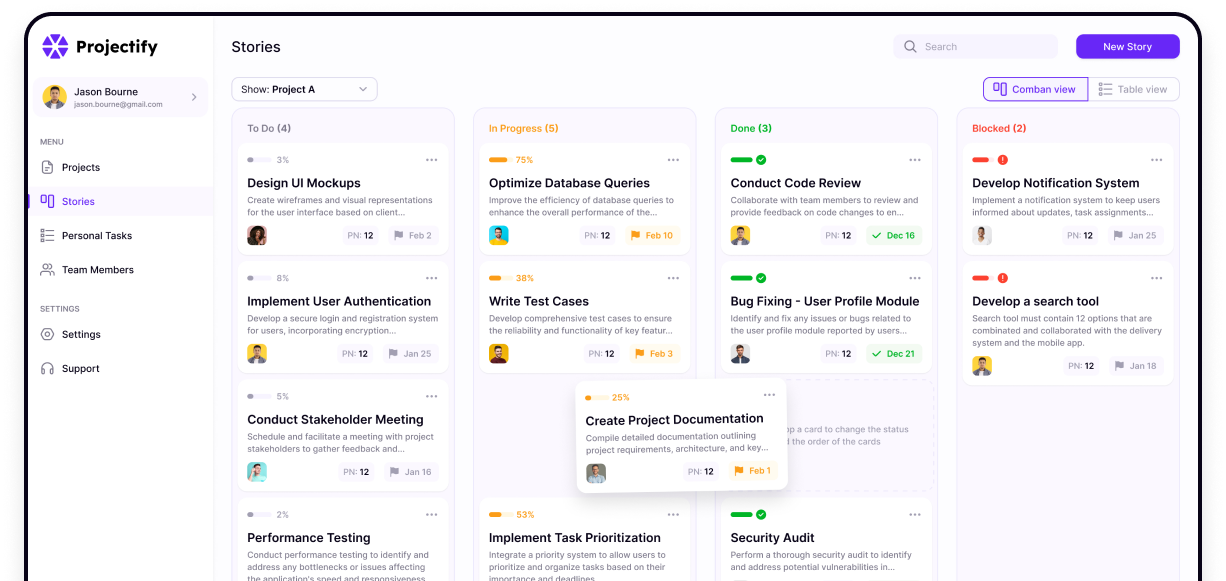 Projectify
Jason Bourne
jason.bourne@gmail.com
MENU
Projects
Stories
Personal Tasks
Team Members
SETTINGS
Settings
Support
Stories
Search
New Story
Show: Project A
Comban view
Table view
To Do (4)
3%
Design UI Mockups
Create wireframes and visual representations
for the user interface based on client...
PN: 12
Feb 2
8%
Implement User Authentication
Develop a secure login and registration system
for users, incorporating encryption...
PN: 12
Jan 25
5%
Conduct Stakeholder Meeting
Schedule and facilitate a meeting with project
stakeholders to gather feedback and...
PN: 12
Jan 16
2%
Performance Testing
Conduct performance testing to identify and
address any bottlenecks or issues affecting
the application's speed and responsiveness
In Progress (5)
75%
Optimize Database Queries
Improve the efficiency of database queries to
enhance the overall performance of the...
PN: 12
Feb 10
38%
Write Test Cases
Develop comprehensive test cases to ensure
the reliability and functionality of key featur...
PN: 12
Feb 3
25%
Create Project Documentation
Compile detailed documentation outlining
project requirements, architecture, and key...
PN: 12
Feb 1
53%
Implement Task Prioritization
Integrate a priority system to allow users to
prioritize and organize tasks based on their
importance and deadlines.
Done (3)
Conduct Code Review
Collaborate with team members to review and
provide feedback on code changes to en...
PN: 12
Dec 16
Bug Fixing - User Profile Module
Identify and fix any issues or bugs related to
the user profile module reported by users...
PN: 12
Dec 21
a card to change the status
the order of the cards
Security Audit
Perform a thorough security audit to identify
and address potential vulnerabilities in...
Blocked (2)
Develop Notification System
Implement a notification system to keep users
informed about updates, task assignments...
PN: 12
Jan 25
Develop a search tool
Search tool must contain 12 options that are
combined and collaborated with the delivery
system and the mobile app.
PN: 12
Jan 18